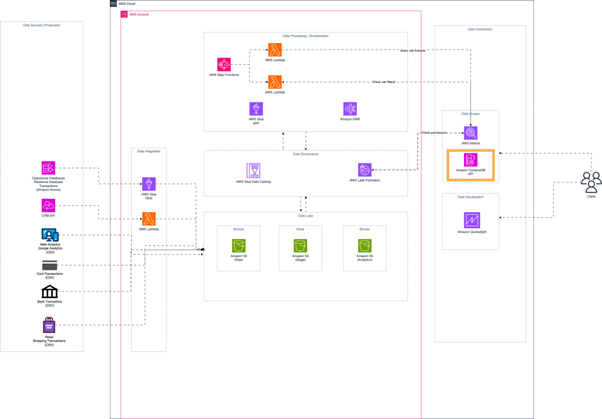 AWS Cloud
AWS Account
Data Sources (Producers)
Data Processing / Orchestration
Data Consumers
AWS Lambda
Query Job Execute
AWS Step Functions
Check Job Result
AWS Lambda
AWS Glue
Jobs
Amazon EMR
Data Access
AWS Athena
Check permissions
Data Integration
Data Governance
Amazon DynamoDB
API
Operational Databases
Relational Database
Transactions
(Amazon Aurora)
AWS Glue
Glue
AWS Glue Data Catalog
AWS Lake Formation
Users
Data Visualization
CRM API
AWS Lambda
Data Lake
Amazon Quicksight
Web Analytics
Google Analytics
(CSV)
Bronze
Silver
Bronze
Amazon S3
(Raw)
Amazon S3
(Stage)
Amazon S3
(Analytics)
Card Transactions
(CSV)
Bank Transations
(CSV)
Shopping Transactions
(CSV)